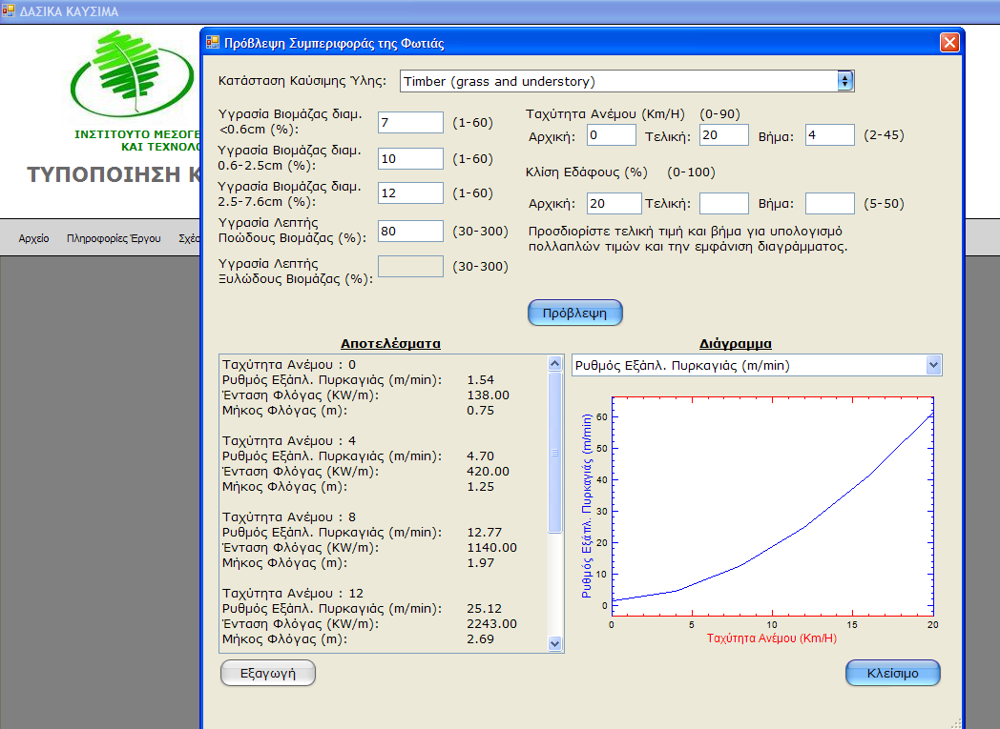 ΔΑΣΙΚΑ ΚΑΥΣΙΜΑ
ΙΝΣΤΙΤΟΥΤΟ ΜΕΣΟΓΕ
ΚΑΙ ΤΕΧΝΟΛΟ
ΤΥΠΟΠΟΙΗΣΗ Κ
Αρχείο Πληροφορίες Έργου Σχέσ
Πρόβλεψη Συμπεριφοράς της Φωτιάς
Κατάσταση Καύσιμης Ύλης: Timber (grass and understory)
Υγρασία Βιομάζας διαμ.
<0.6cm (%): 7 (1-60)
Υγρασία Βιομάζας διαμ.
0.6-2.5cm (%): 10 (1-60)
Υγρασία Βιομάζας διαμ.
2.5-7.6cm (%): 12 (1-60)
Υγρασία Λεπτής
Ποώδους Βιομάζας (%): 80 (30-300)
Υγρασία Λεπτής
Ξυλώδους Βιομάζας (%): (30-300)
Ταχύτητα Ανέμου (Km/H) (0-90)
Αρχική: 0 Τελική: 20 Βήμα: 4 (2-45)
Κλίση Εδάφους (%) (0-100)
Αρχική: 20 Τελική: Βήμα: (5-50)
Προσδιορίστε τελική τιμή και βήμα για υπολογισμό
πολλαπλών τιμών και την εμφάνιση διαγράμματος.
Πρόβλεψη
Αποτελέσματα
Ταχύτητα Ανέμου : 0
Ρυθμός Εξάπλ. Πυρκαγιάς (m/min): 1.54
Ένταση Φλόγας (KW/m): 138.00
Μήκος Φλόγας (m): 0.75
Ταχύτητα Ανέμου : 4
Ρυθμός Εξάπλ. Πυρκαγιάς (m/min): 4.70
Ένταση Φλόγας (KW/m): 420.00
Μήκος Φλόγας (m): 1.25
Ταχύτητα Ανέμου : 8
Ρυθμός Εξάπλ. Πυρκαγιάς (m/min): 12.77
Ένταση Φλόγας (KW/m): 1140.00
Μήκος Φλόγας (m): 1.97
Ταχύτητα Ανέμου : 12
Ρυθμός Εξάπλ. Πυρκαγιάς (m/min): 25.12
Ένταση Φλόγας (KW/m): 2243.00
Μήκος Φλόγας (m): 2.69
Εξαγωγή
Διάγραμμα
Ρυθμός Εξάπλ. Πυρκαγιάς (m/min)
Ρυθμός Εξάπλ. Πυρκαγιάς (m/min)
60
50
40
30
20
10
0
0 5 10 15 20
Ταχύτητα Ανέμου (Km/H)
Κλείσιμο